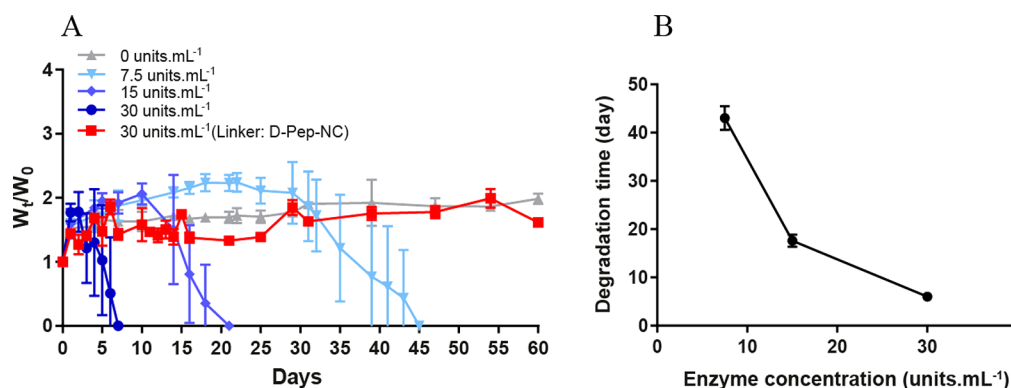 A
0 units.mL⁻¹
7.5 units.mL⁻¹
15 units.mL⁻¹
30 units.mL⁻¹
30 units.mL⁻¹(Linker: D-Pep-NC)
4
3
2
1
0
Wt/W0
0 5 10 15 20 25 30 35 40 45 50 55 60
Days
B
50
40
30
20
10
0
Degradation time (day)
0 10 20 30
Enzyme concentration (units.mL⁻¹)